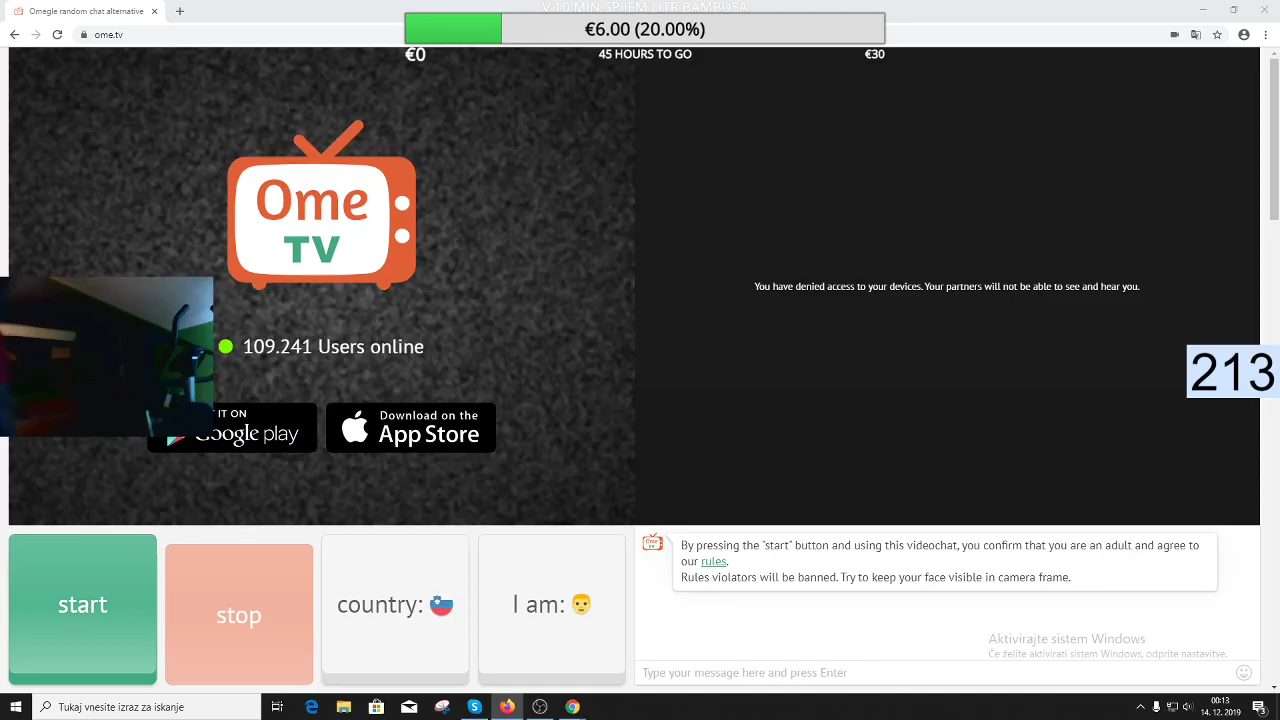 V 10 MIN SPIJEM LITR BAMBUSA
Omegle random chat alternative
ome.tv
€6.00 (20.00%)
€0
45 HOURS TO GO
€30
Ome
TV
You have denied access to your devices. Your partners will not be able to see and hear you.
109.241 Users online
213
IT ON
Google play
Download on the
App Store
By pressing the "start" button and using this videochat, you confirm that you are an adult and agree to
our rules.
Rules violators will be banned. Try to keep your face visible in camera frame.
Ome
TV
start
stop
country:
I am:
Aktivirajte sistem Windows
Če želite aktivirati sistem Windows, odprite nastavitve.
Type your message here and press Enter
Tukaj vnesite izraz za iskanje
00:13
14. 12. 2019